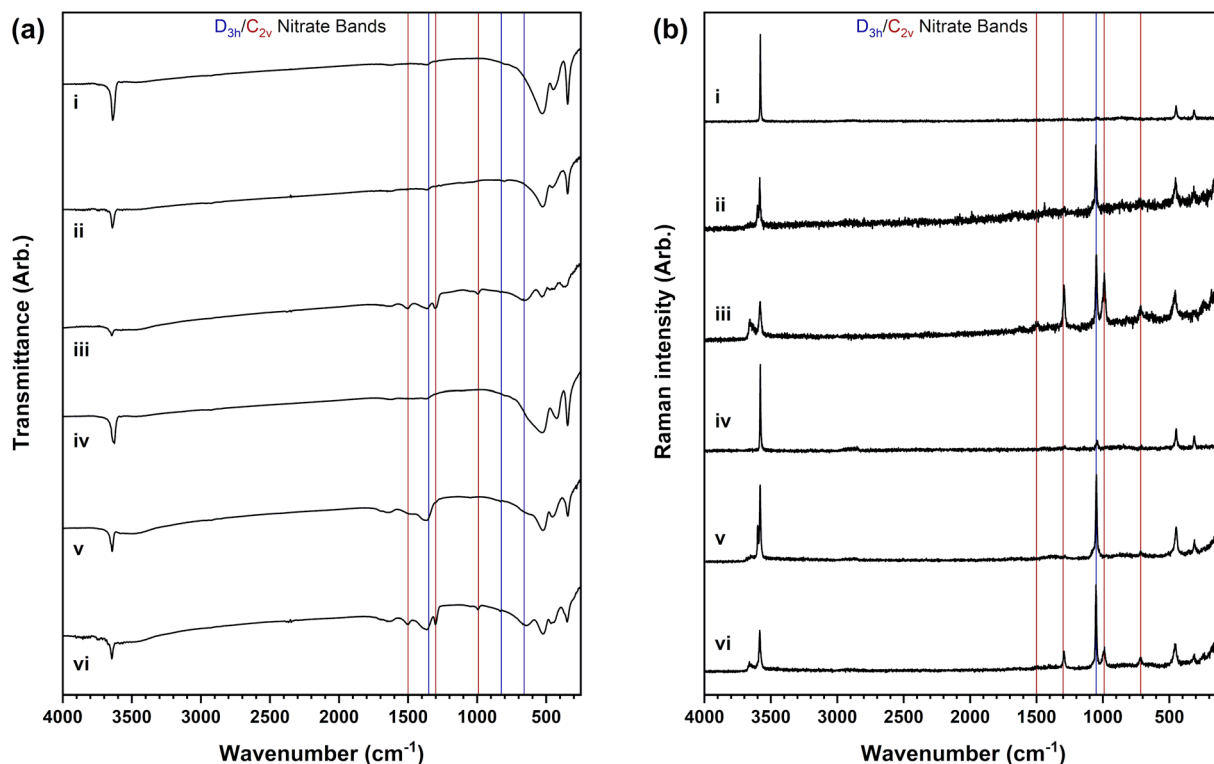 (a)
D3h/C2v Nitrate Bands
i
ii
iii
iv
v
vi
Transmittance (Arb.)
4000 3500 3000 2500 2000 1500 1000 500
Wavenumber (cm-1)
(b)
D3h/C2v Nitrate Bands
i
ii
iii
iv
v
vi
Raman intensity (Arb.)
4000 3500 3000 2500 2000 1500 1000 500
Wavenumber (cm-1)